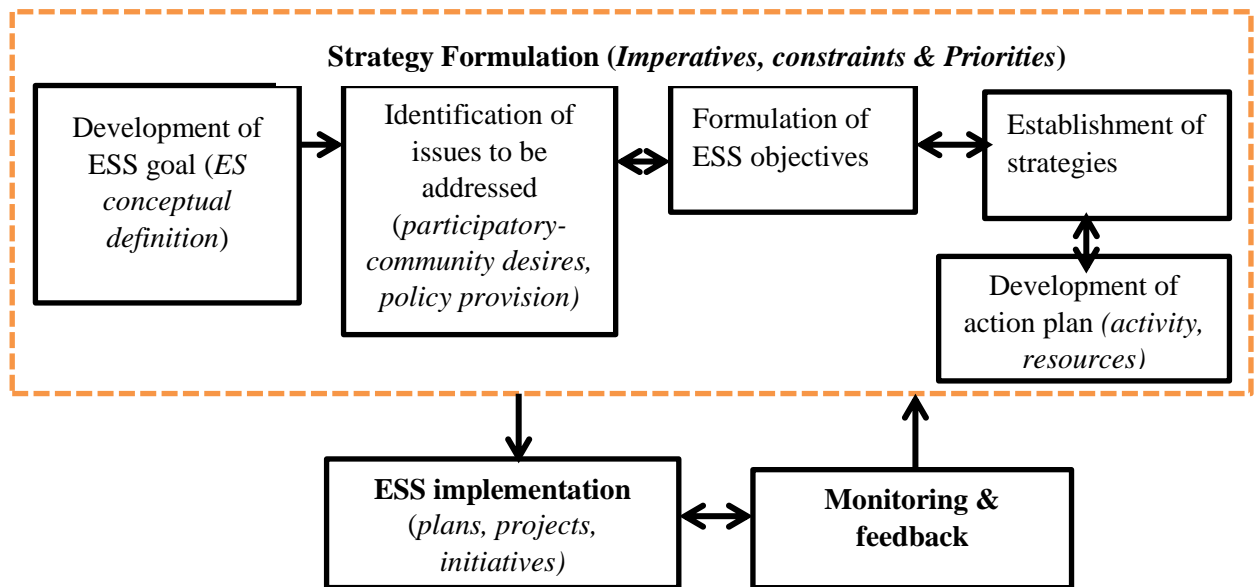 Strategy Formulation (Imperatives, constraints & Priorities)
Development of
ESS goal (ES
conceptual
definition)
Identification of
issues to be
addressed
(participatory-
community desires,
policy provision)
Formulation of
ESS objectives
Establishment of
strategies
Development of
action plan (activity,
resources)
ESS implementation
(plans, projects,
initiatives)
Monitoring &
feedback